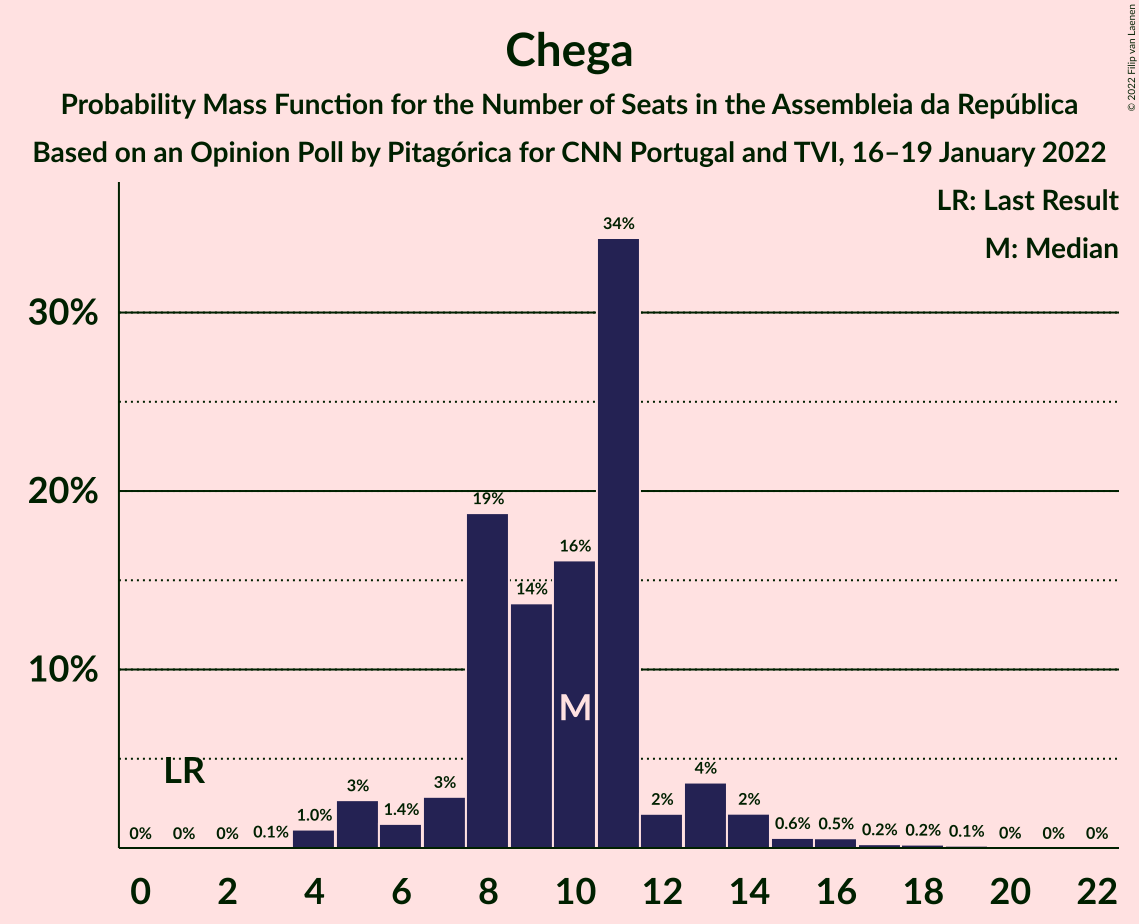 Chega
Probability Mass Function for the Number of Seats in the Assembleia da República
Based on an Opinion Poll by Pitagórica for CNN Portugal and TVI, 16–19 January 2022
© 2022 Filip van Laenen
LR: Last Result
M: Median
34%
30%
20%
19%
16%
14%
10%
M
LR
4%
3%
3%
2%
2%
1.4%
1.0%
0.6%
0.5%
0.2%
0.2%
0.1%
0.1%
0%
0%
0%
0%
0%
0%
0 2 4 6 8 10 12 14 16 18 20 22